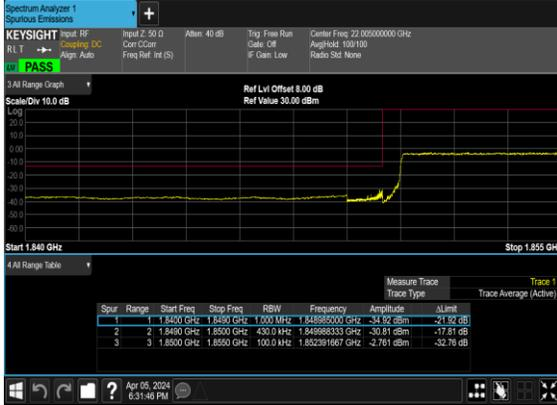 Spectrum Analyzer 1
Spurious Emissions
+
KEYSIGHT Input: RF Input Z: 50 Ω Atten: 40 dB Trig: Free Run Center Freq: 22.005000000 GHz
RLT Coupling: DC Corr CCorr Gate: Off Avg|Hold: 100/100
Align: Auto Freq Ref: Int (S) IF Gain: Low Radio Std: None
PASS
3 All Range Graph
Ref Lvl Offset 8.00 dB
Scale/Div 10.0 dB Ref Value 30.00 dBm
Log
20.0
10.0
0.00
-10.0
-20.0
-30.0
-40.0
-50.0
-60.0
Start 1.840 GHz Stop 1.855 GH
4 All Range Table
Measure Trace Trace 1
Trace Type Trace Average (Active)
Spur Range Start Freq Stop Freq RBW Frequency Amplitude ΔLimit
1 1 1.8400 GHz 1.8490 GHz 1.000 MHz 1.848985000 GHz -34.92 dBm -21.92 dB
2 2 1.8490 GHz 1.8500 GHz 430.0 kHz 1.849988333 GHz -30.81 dBm -17.81 dB
3 3 1.8500 GHz 1.8550 GHz 100.0 kHz 1.852391667 GHz -2.761 dBm -32.76 dB
? Apr 05, 2024
6:31:46 PM